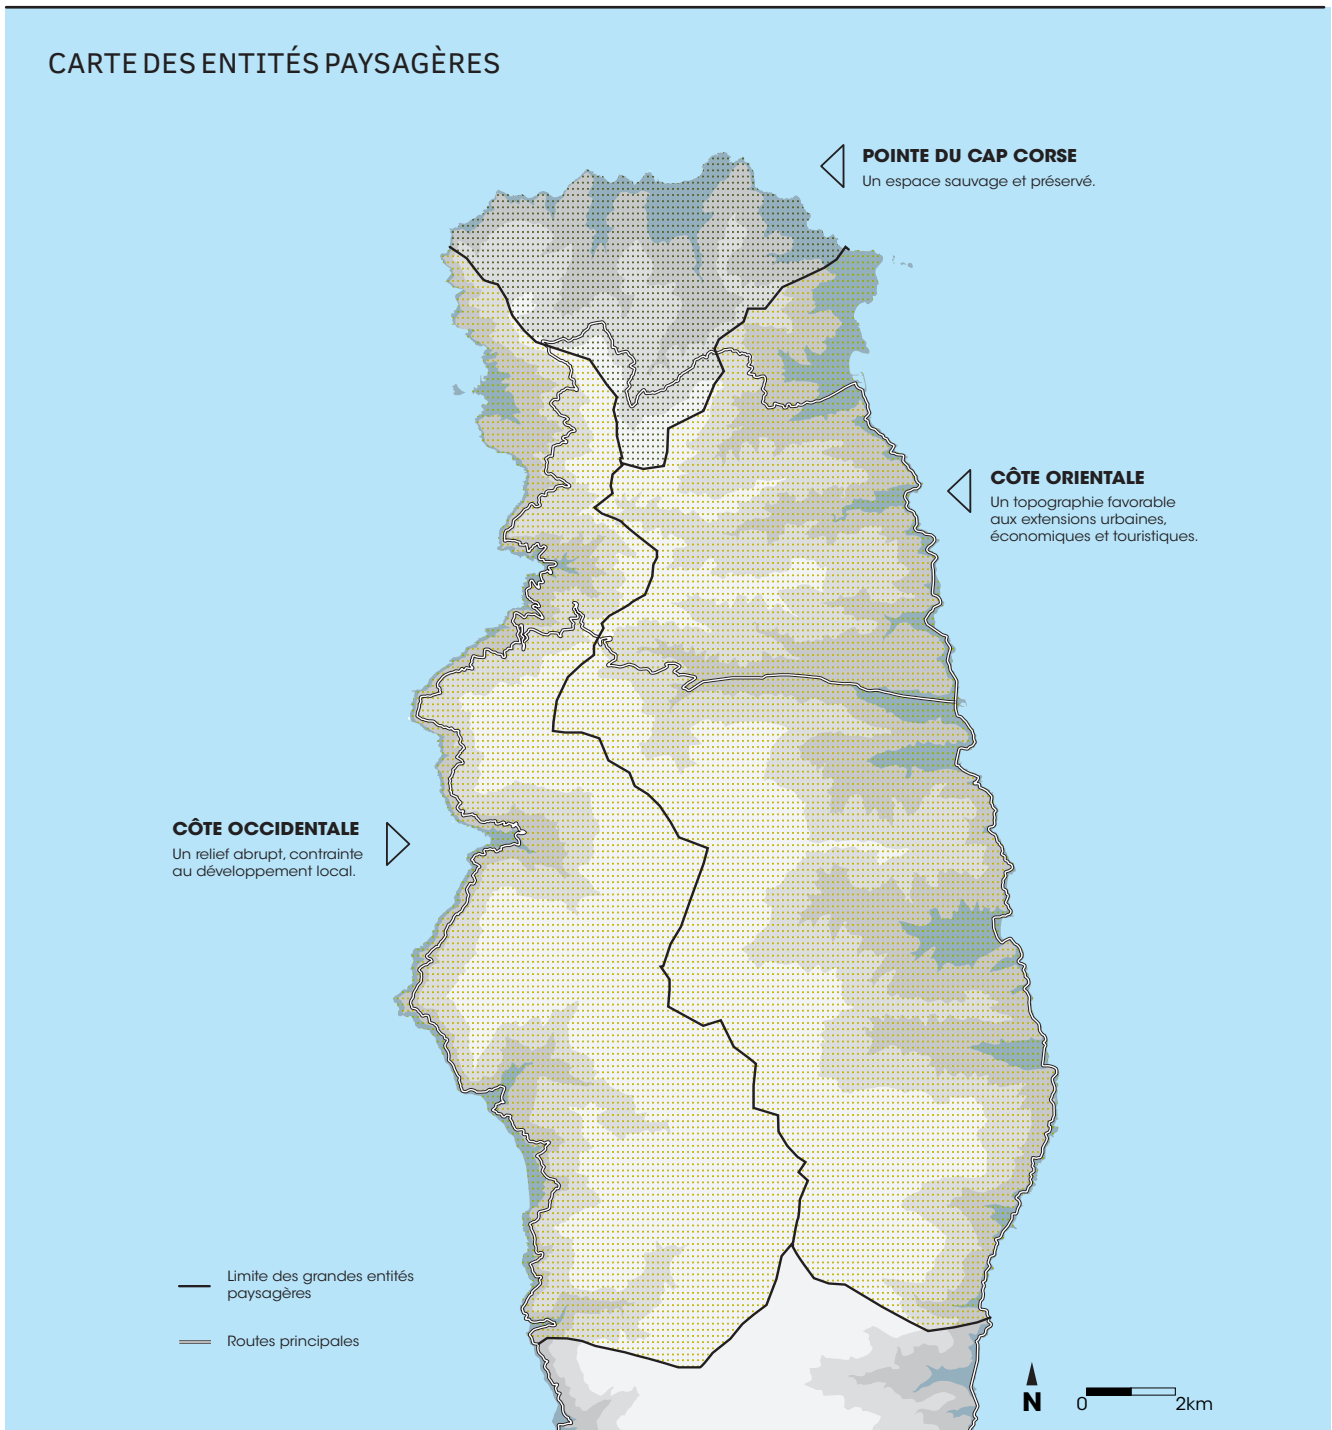 CARTE DES ENTITÉS PAYSAGÈRES
POINTE DU CAP CORSE
Un espace sauvage et préservé.
CÔTE ORIENTALE
Un topographie favorable
aux extensions urbaines,
économiques et touristiques.
CÔTE OCCIDENTALE
Un relief abrupt, contrainte
au développement local.
Limite des grandes entités
paysagères
Routes principales
N
0 2km